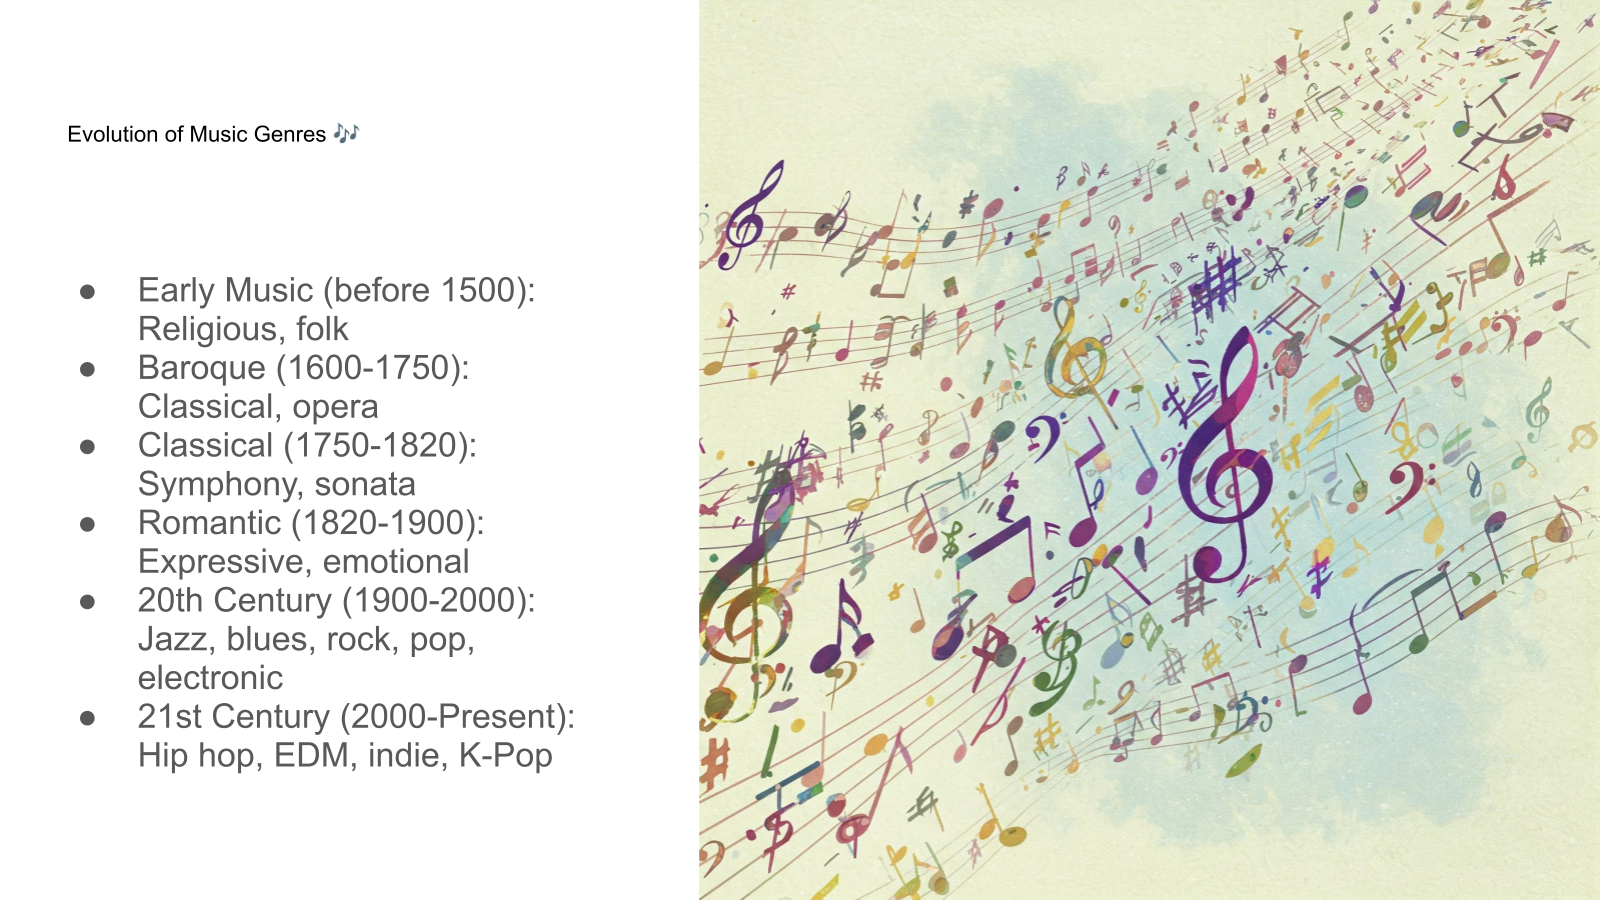 Evolution of Music Genres 🎶
● Early Music (before 1500):
Religious, folk
● Baroque (1600-1750):
Classical, opera
● Classical (1750-1820):
Symphony, sonata
● Romantic (1820-1900):
Expressive, emotional
● 20th Century (1900-2000):
Jazz, blues, rock, pop,
electronic
● 21st Century (2000-Present):
Hip hop, EDM, indie, K-Pop